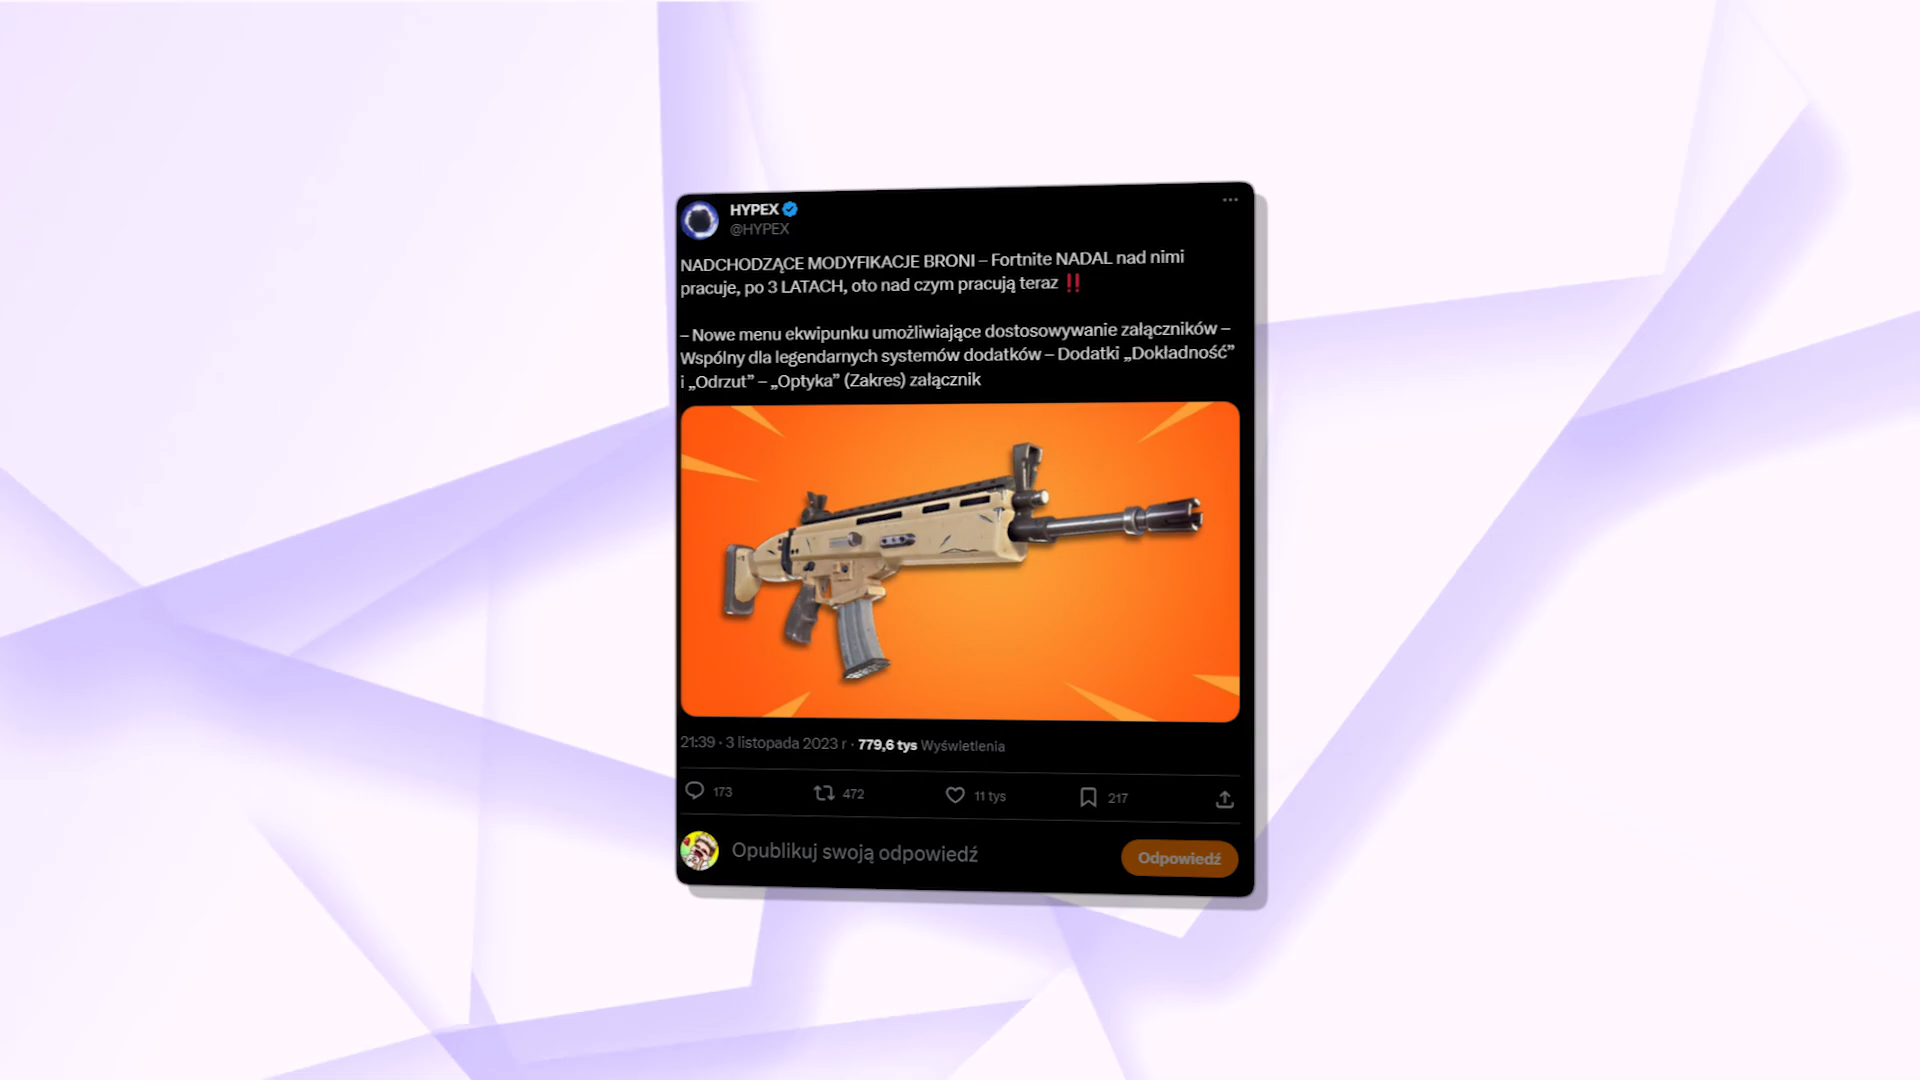 HYPEX
@HYPEX
NADCHODZĄCE MODYFIKACJE BRONI – Fortnite NADAL nad nimi
pracuje, po 3 LATACH, oto nad czym pracują teraz ‼️
– Nowe menu ekwipunku umożliwiające dostosowywanie załączników –
Wspólny dla legendarnych systemów dodatków – Dodatki „Dokładność”
i „Odrzut” – „Optyka” (Zakres) załącznik
21:39 · 3 listopada 2023 r · 779,6 tys Wyświetlenia
173 472 11 tys 217
Opublikuj swoją odpowiedź
Odpowiedź